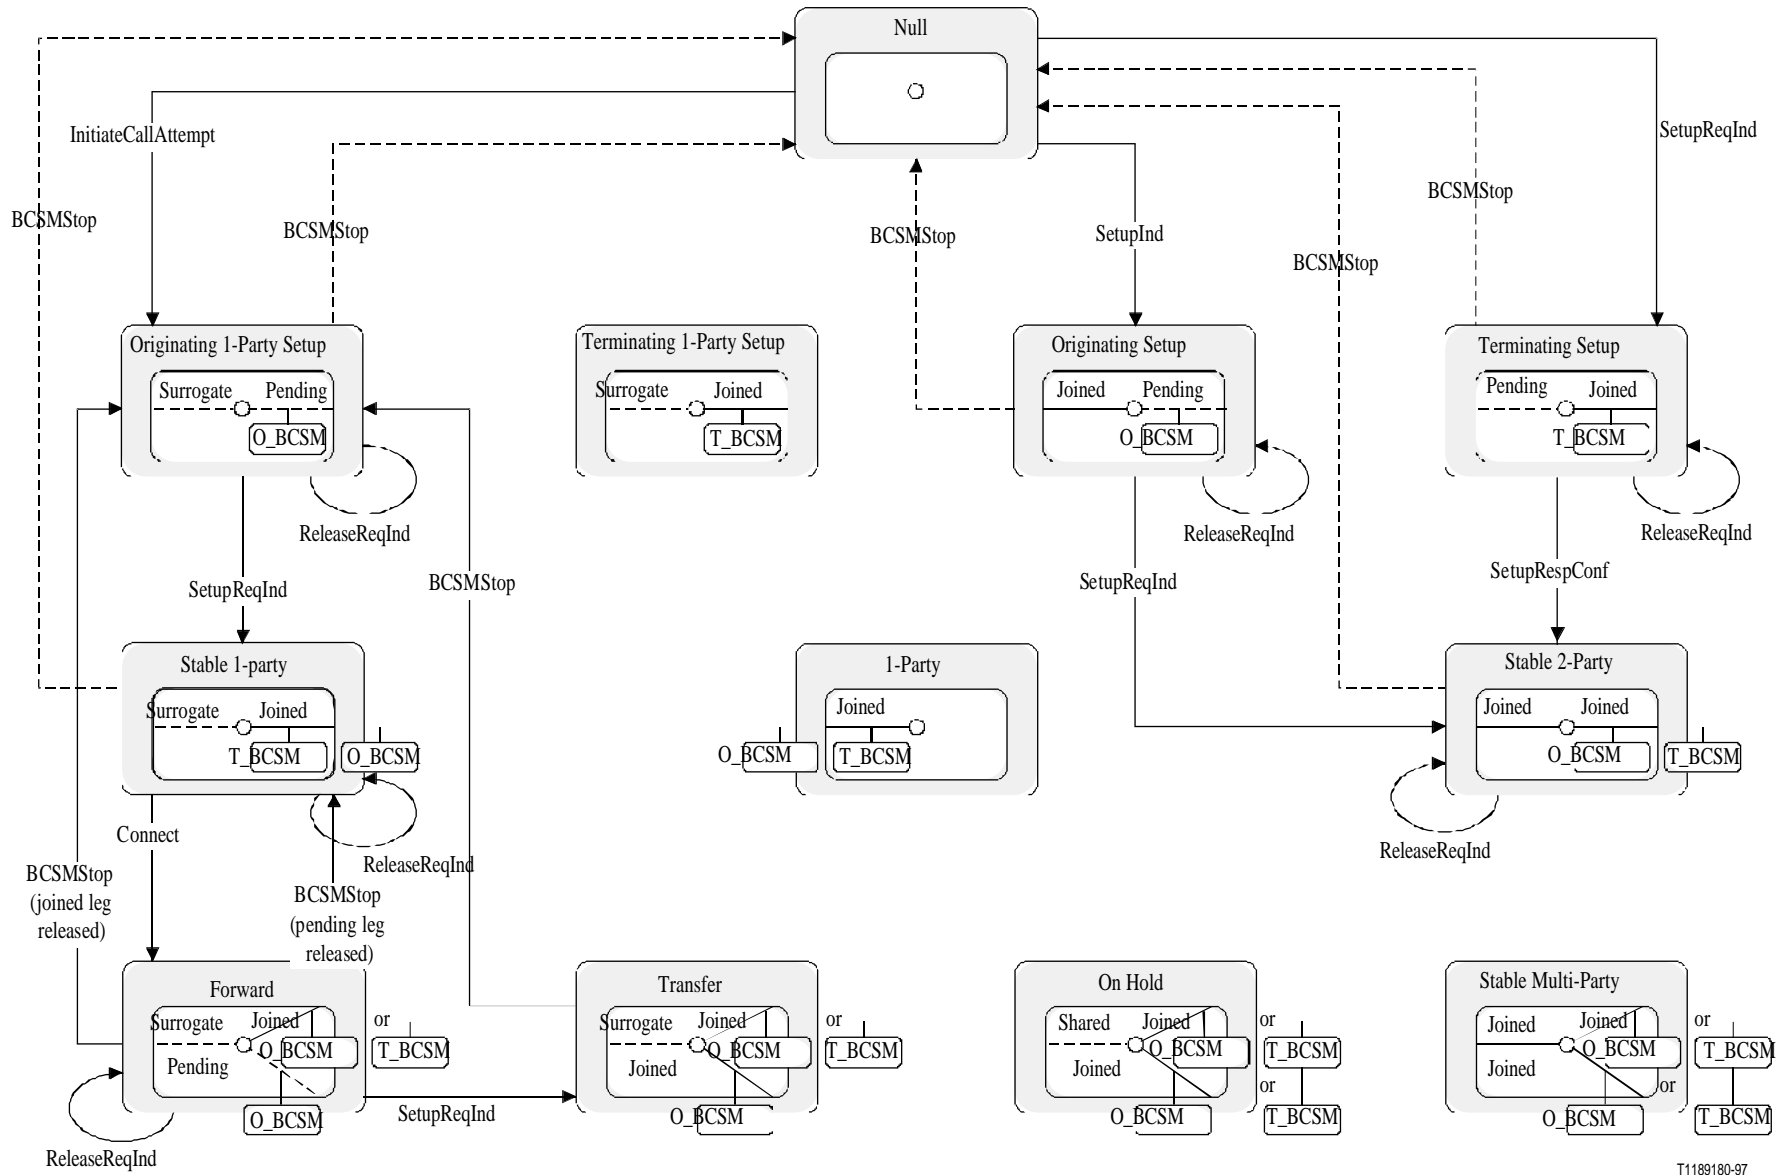 Null
InitiateCallAttempt
SetupReqInd
BCSMStop
BCSMStop
BCSMStop
SetupInd
BCSMStop
BCSMStop
Originating 1-Party Setup
Surrogate
Pending
O_BCSM
Terminating 1-Party Setup
Surrogate
Joined
T_BCSM
Originating Setup
Joined
Pending
O_BCSM
Terminating Setup
Pending
Joined
T_BCSM
ReleaseReqInd
ReleaseReqInd
ReleaseReqInd
SetupReqInd
BCSMStop
SetupReqInd
SetupRespConf
Stable 1-party
Surrogate
Joined
T_BCSM
O_BCSM
1-Party
Joined
O_BCSM
T_BCSM
Stable 2-Party
Joined
Joined
O_BCSM
T_BCSM
Connect
ReleaseReqInd
ReleaseReqInd
BCSMStop
(joined leg
released)
BCSMStop
(pending leg
released)
Forward
Surrogate
Joined
or
O_BCSM
T_BCSM
Pending
O_BCSM
Transfer
Surrogate
Joined
or
O_BCSM
T_BCSM
Joined
O_BCSM
On Hold
Shared
Joined
or
O_BCSM
T_BCSM
Joined
or
O_BCSM
T_BCSM
Stable Multi-Party
Joined
Joined
or
O_BCSM
T_BCSM
Joined
or
O_BCSM
T_BCSM
SetupReqInd
ReleaseReqInd
T1189180-97